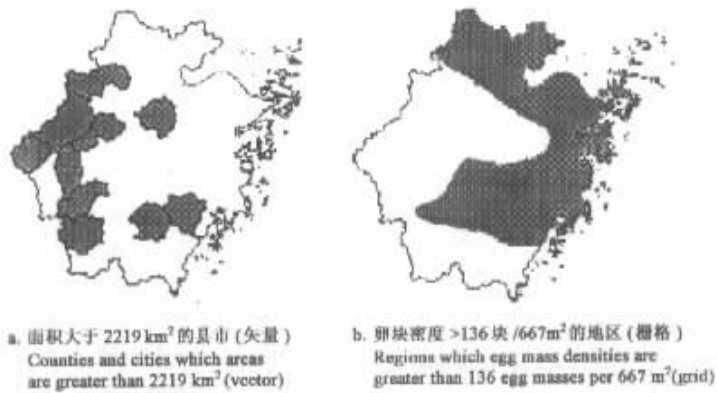 a. 面积大于 2219 km² 的县市 (矢量)
Counties and cities which areas
are greater than 2219 km² (vector)
b. 卵块密度 >136 块 /667m² 的地区 (栅格)
Regions which egg mass densities are
greater than 136 egg masses per 667 m²(grid)